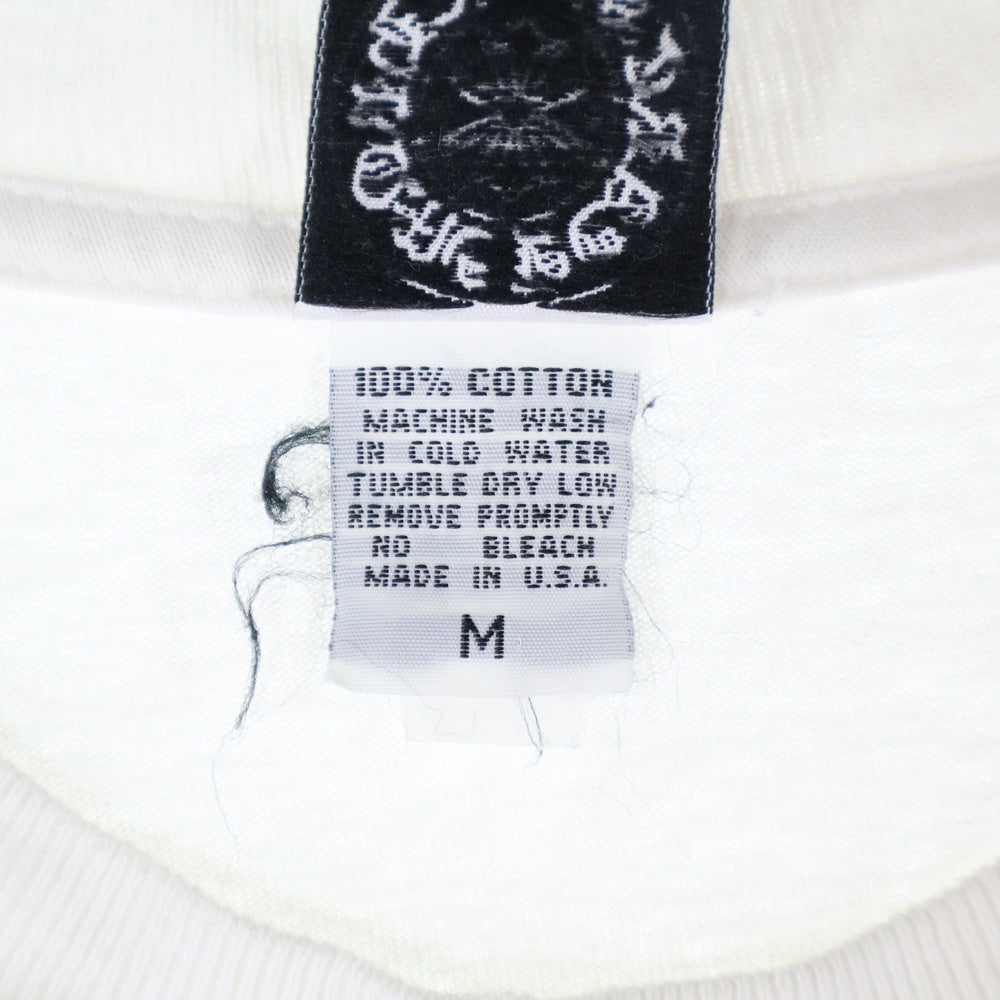 100% COTTON
MACHINE WASH
IN COLD WATER
TUMBLE DRY LOW
REMOVE PROMPTLY
NO BLEACH
MADE IN U.S.A.
M